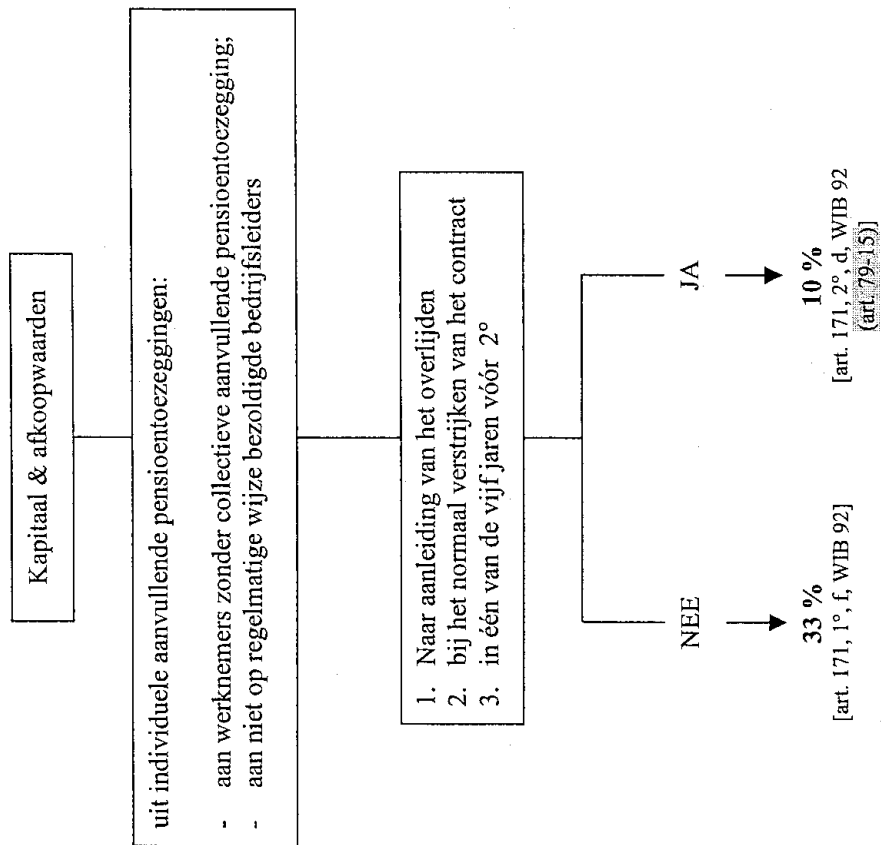 Kapitaal & afkoopwaarden
uit individuele aanvullende pensioentoezeggingen:
- aan werknemers zonder collectieve aanvullende pensioentoezegging;
- aan niet op regelmatige wijze bezoldigde bedrijfsleiders
1. Naar aanleiding van het overlijden
2. bij het normaal verstrijken van het contract
3. in één van de vijf jaren vóór 2°
NEE
JA
33 %
[art. 171, 1°, f, WIB 92]
10 %
[art. 171, 2°, d, WIB 92
(art. 79-15)]